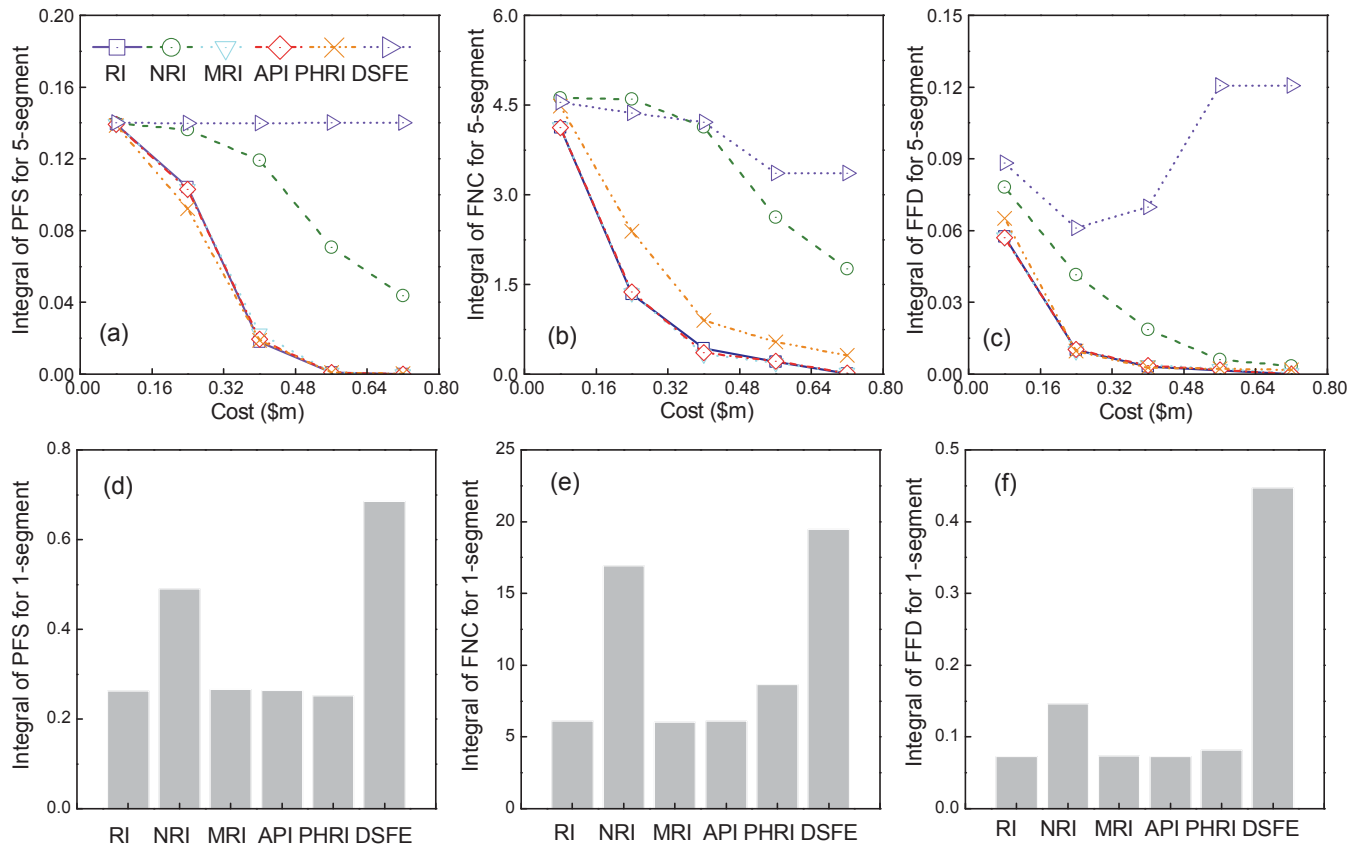 Integral of PFS for 5-segment
0.20
0.16
0.12
0.08
0.04
0.00
RI NRI MRI API PHRI DSFE
(a)
0.00 0.16 0.32 0.48 0.64 0.80
Cost ($m)
Integral of FNC for 5-segment
6.0
4.5
3.0
1.5
0.0
(b)
0.00 0.16 0.32 0.48 0.64 0.80
Cost ($m)
Integral of FFD for 5-segment
0.15
0.12
0.09
0.06
0.03
0.00
(c)
0.00 0.16 0.32 0.48 0.64 0.80
Cost ($m)
Integral of PFS for 1-segment
0.8
0.6
0.4
0.2
0.0
(d)
RI NRI MRI API PHRI DSFE
Integral of FNC for 1-segment
25
20
15
10
5
0
(e)
RI NRI MRI API PHRI DSFE
Integral of FFD for 1-segment
0.5
0.4
0.3
0.2
0.1
0.0
(f)
RI NRI MRI API PHRI DSFE